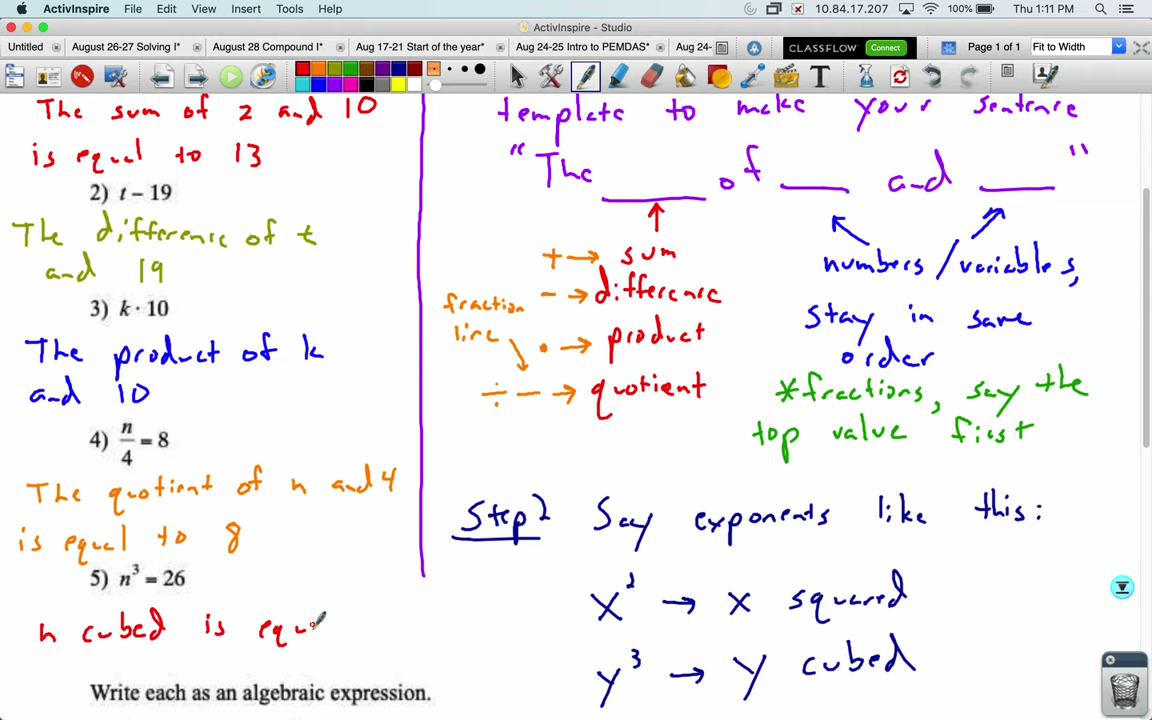 ActivInspire File Edit View Insert Tools Help 10.84.17.207 100% Thu 1:11 PM
ActivInspire - Studio
Untitled August 26-27 Solving I* August 28 Compound I* Aug 17-21 Start of the year* Aug 24-25 Intro to PEMDAS* Aug 24- CLASSFLOW Connect Page 1 of 1 Fit to Width
The sum of 2 and 10
is equal to 13
2) t – 19
The difference of t
and 19
3) k · 10
The product of k
and 10
4) n/4 = 8
The quotient of n and 4
is equal to 8
5) n³ = 26
n cubed is equ
Write each as an algebraic expression.
template to make your sentence
"The ____ of ____ and ____"
+ → sum
- → difference
fraction
line
· → product
÷ — → quotient
numbers/variables,
stay in same
order
*fractions, say the
top value first
Step 2 Say exponents like this:
x² → x squared
y³ → y cubed